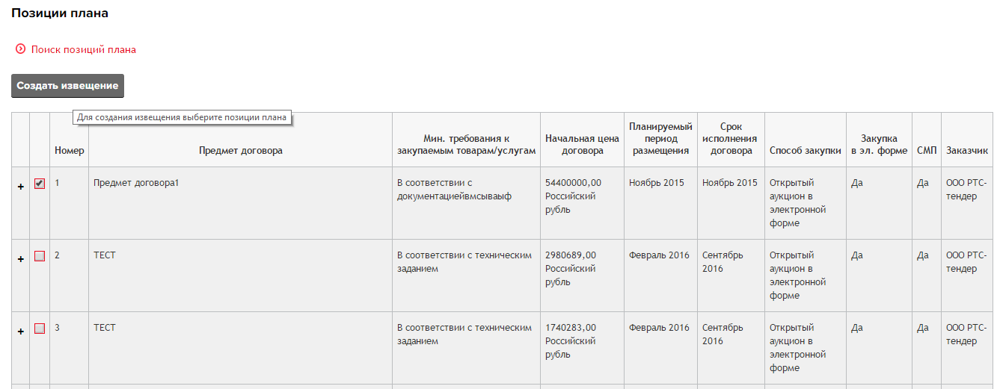 Позиции плана
Поиск позиций плана
Создать извещение
Для создания извещения выберите позиции плана
Номер
Предмет договора
Мин. требования к
закупаемым товарам/услугам
Начальная цена
договора
Планируемый
период
размещения
Срок
исполнения
договора
Способ закупки
Закупка
в эл. форме
СМП
Заказчик
+
1
Предмет договора1
В соответствии с
документациейвмсываыф
54400000,00
Российский
рубль
Ноябрь 2015
Ноябрь 2015
Открытый
аукцион в
электронной
форме
Да
Да
ООО РТС-
тендер
+
2
ТЕСТ
В соответствии с техническим
заданием
2980689,00
Российский
рубль
Февраль 2016
Сентябрь
2016
Открытый
аукцион в
электронной
форме
Да
Да
ООО РТС-
тендер
+
3
ТЕСТ
В соответствии с техническим
заданием
1740283,00
Российский
рубль
Февраль 2016
Сентябрь
2016
Открытый
аукцион в
электронной
форме
Да
Да
ООО РТС-
тендер